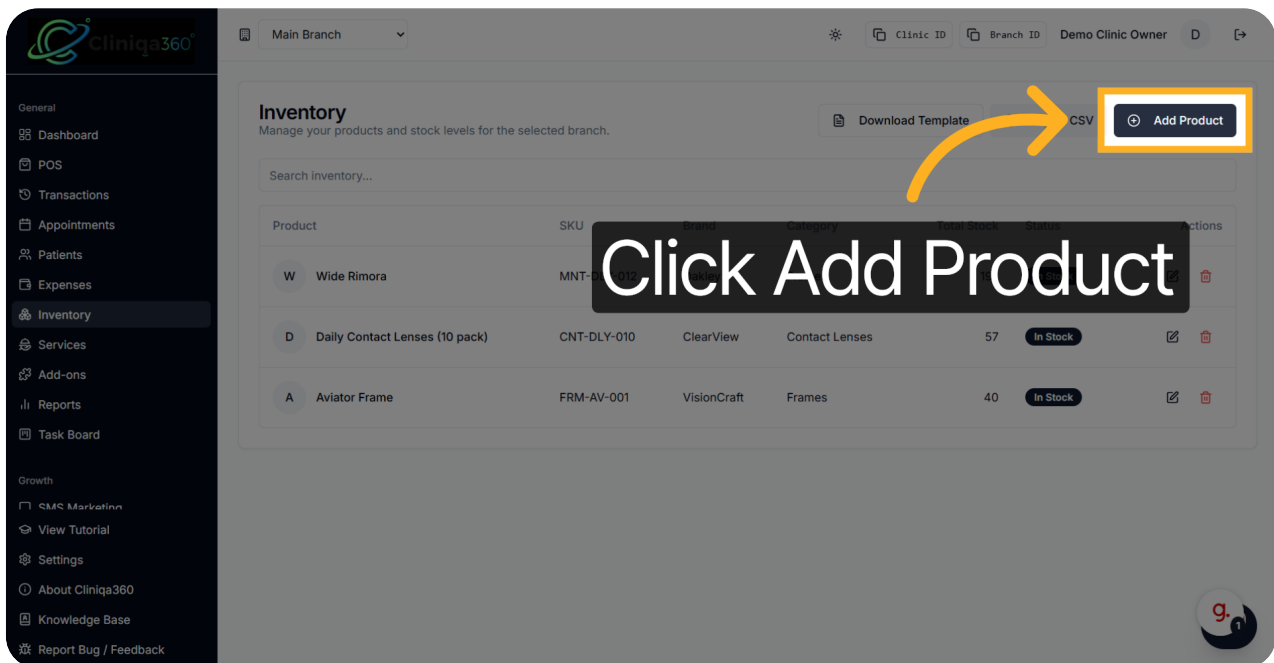 Cliniqa360°
Main Branch
Clinic ID
Branch ID
Demo Clinic Owner
D
General
Dashboard
POS
Transactions
Appointments
Patients
Expenses
Inventory
Services
Add-ons
Reports
Task Board
Growth
SMS Marketing
View Tutorial
Settings
About Cliniqa360
Knowledge Base
Report Bug / Feedback
Inventory
Manage your products and stock levels for the selected branch.
Download Template
CSV
Add Product
Search inventory...
Product SKU Brand Category Total Stock Status Actions
Click Add Product
W Wide Rimora
D Daily Contact Lenses (10 pack) CNT-DLY-010 ClearView Contact Lenses 57 In Stock
A Aviator Frame FRM-AV-001 VisionCraft Frames 40 In Stock
g.
1